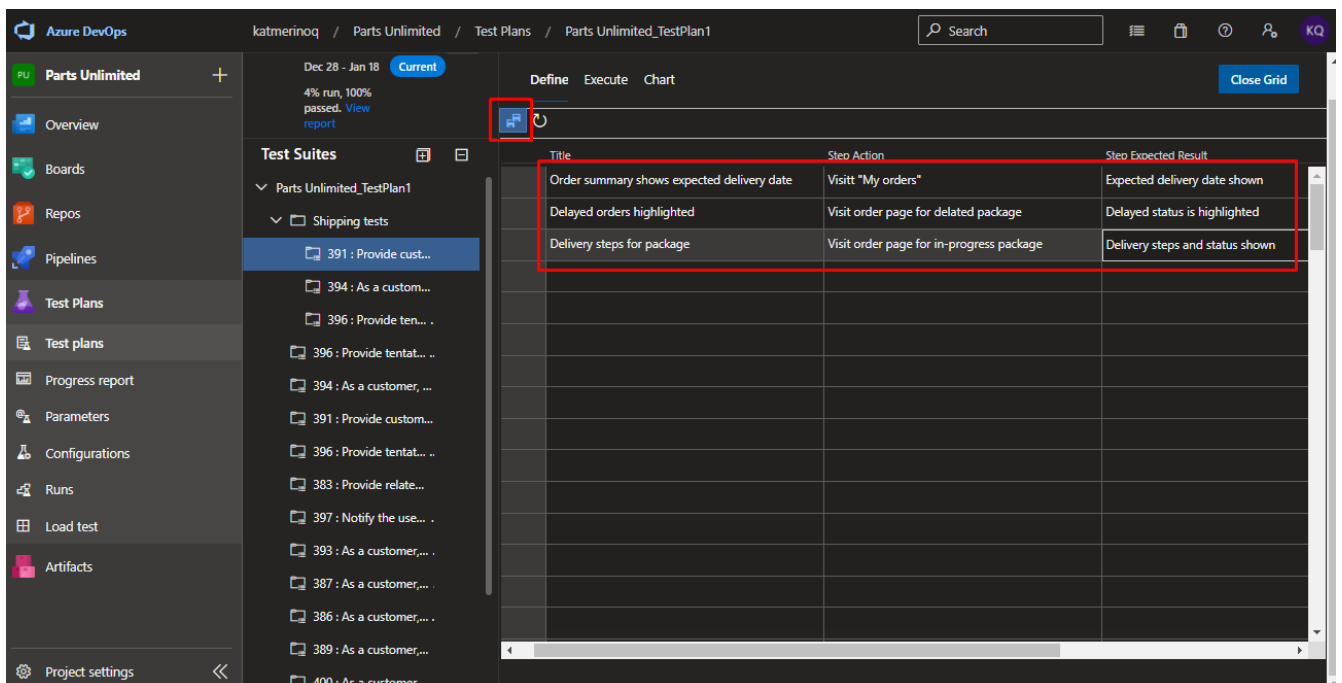 Azure DevOps
katmerinoq / Parts Unlimited / Test Plans / Parts Unlimited_TestPlan1
Search
KQ
PU Parts Unlimited
Overview
Boards
Repos
Pipelines
Test Plans
Test plans
Progress report
Parameters
Configurations
Runs
Load test
Artifacts
Project settings
Dec 28 - Jan 18 Current
4% run, 100%
passed. View
report
Test Suites
Parts Unlimited_TestPlan1
Shipping tests
391 : Provide cust...
394 : As a custom...
396 : Provide ten... .
396 : Provide tentat... ..
394 : As a customer, ...
391 : Provide custom...
396 : Provide tentat... ..
383 : Provide relate...
397 : Notify the use... .
393 : As a customer,... .
387 : As a customer,...
386 : As a customer,... .
389 : As a customer,...
400 : As a customer
Define Execute Chart
Close Grid
Title Step Action Step Expected Result
Order summary shows expected delivery date Visitt "My orders" Expected delivery date shown
Delayed orders highlighted Visit order page for delated package Delayed status is highlighted
Delivery steps for package Visit order page for in-progress package Delivery steps and status shown